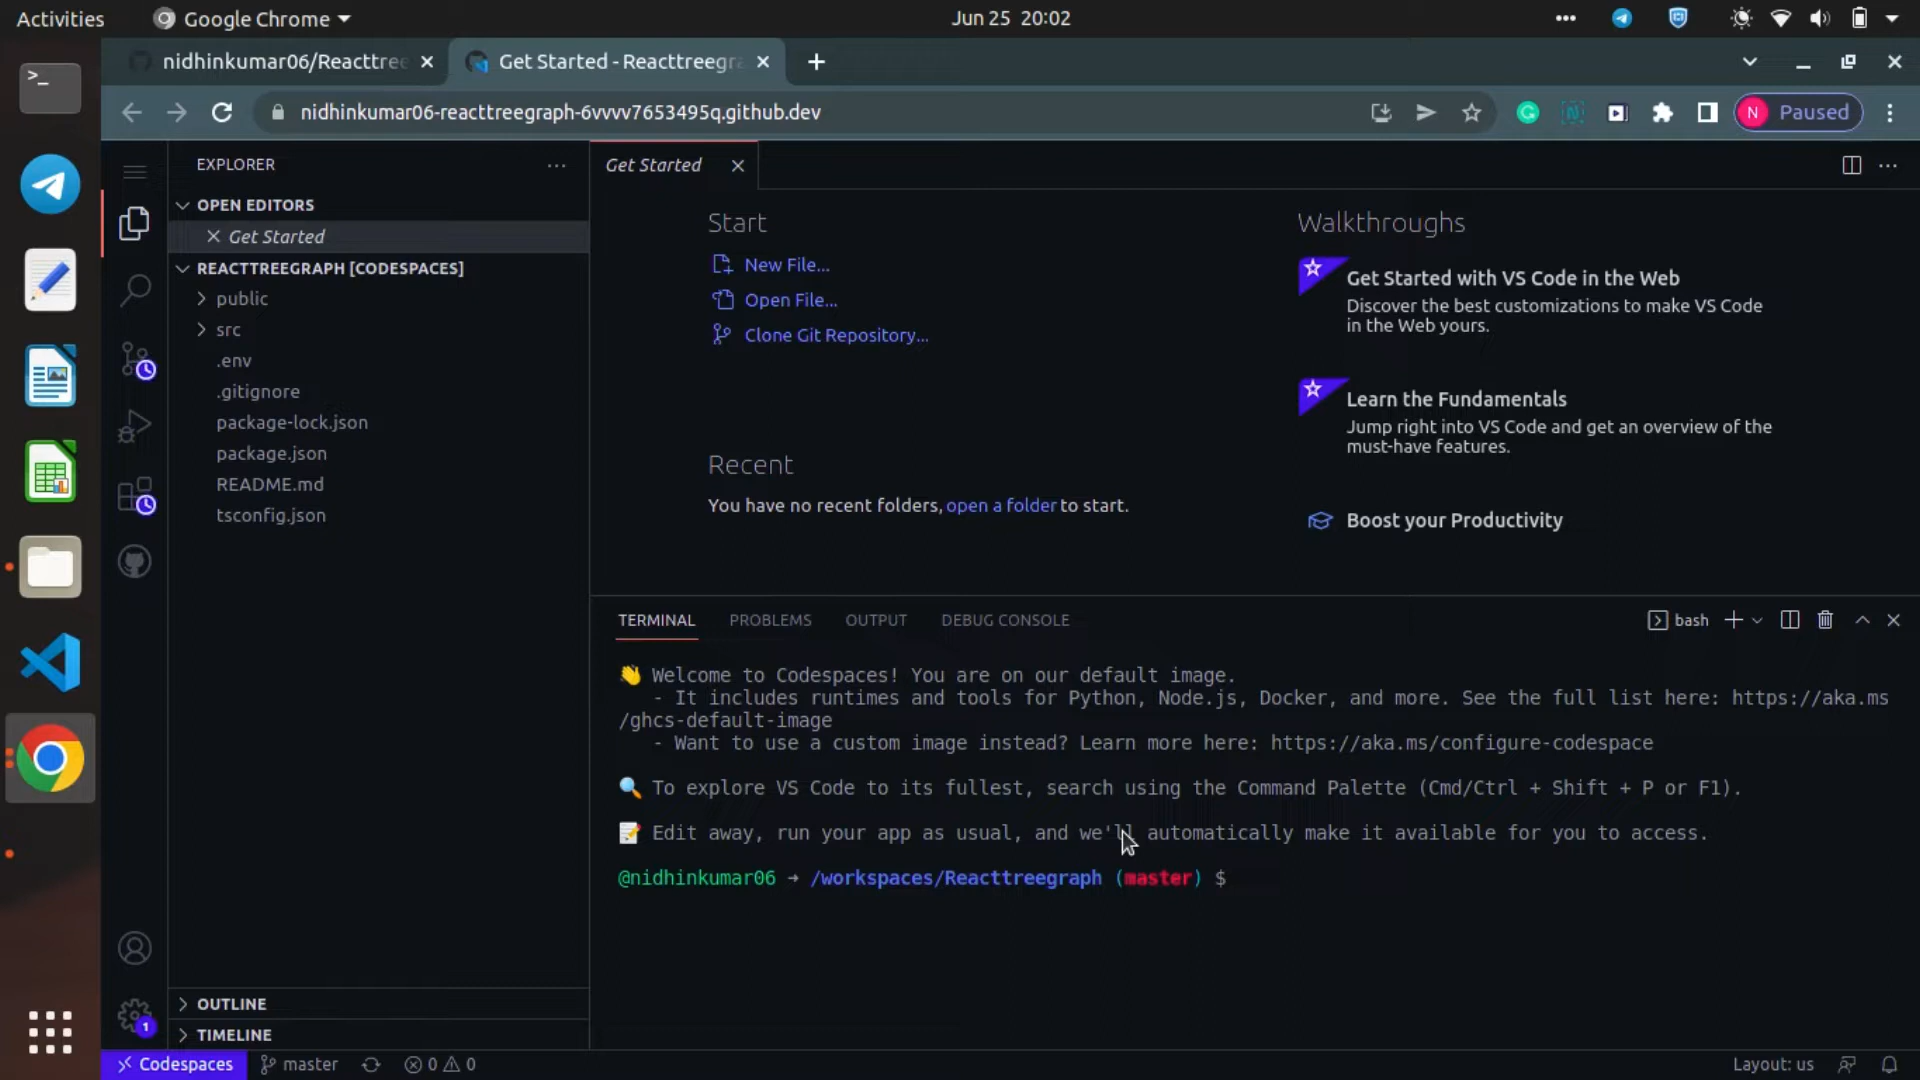 Activities
Google Chrome
Jun 25 20:02
nidhinkumar06/Reacttree
Get Started - Reacttreegr
nidhinkumar06-reacttreegraph-6vvvv7653495q.github.dev
N Paused
EXPLORER
OPEN EDITORS
Get Started
REACTTREEGRAPH [CODESPACES]
public
src
.env
.gitignore
package-lock.json
package.json
README.md
tsconfig.json
OUTLINE
TIMELINE
Get Started
Start
New File...
Open File...
Clone Git Repository...
Recent
You have no recent folders, open a folder to start.
Walkthroughs
Get Started with VS Code in the Web
Discover the best customizations to make VS Code
in the Web yours.
Learn the Fundamentals
Jump right into VS Code and get an overview of the
must-have features.
Boost your Productivity
TERMINAL
PROBLEMS
OUTPUT
DEBUG CONSOLE
bash
👋 Welcome to Codespaces! You are on our default image.
- It includes runtimes and tools for Python, Node.js, Docker, and more. See the full list here: https://aka.ms
/ghcs-default-image
- Want to use a custom image instead? Learn more here: https://aka.ms/configure-codespace
🔍 To explore VS Code to its fullest, search using the Command Palette (Cmd/Ctrl + Shift + P or F1).
📝 Edit away, run your app as usual, and we'll automatically make it available for you to access.
@nidhinkumar06 → /workspaces/Reacttreegraph (master) $
1
Codespaces
master
0
0
Layout: us